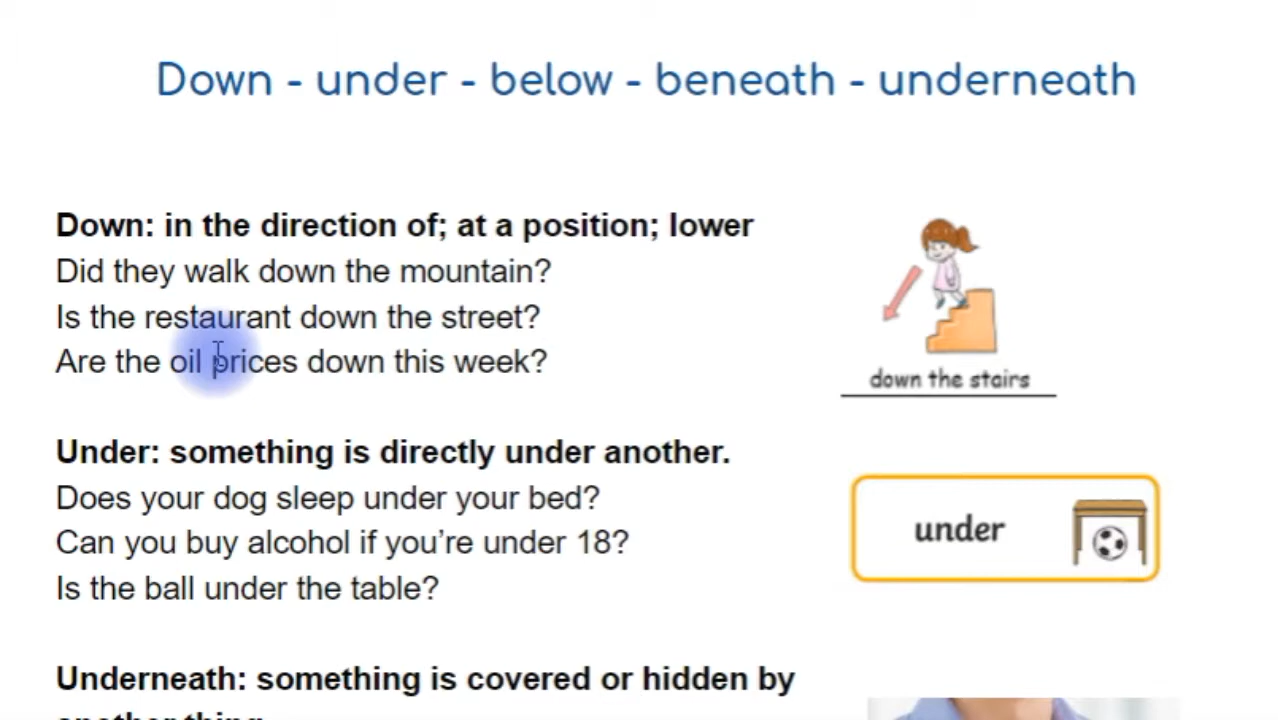 Down - under - below - beneath - underneath
Down: in the direction of; at a position; lower
Did they walk down the mountain?
Is the restaurant down the street?
Are the oil prices down this week?
down the stairs
Under: something is directly under another.
Does your dog sleep under your bed?
Can you buy alcohol if you’re under 18?
Is the ball under the table?
under
Underneath: something is covered or hidden by
another thing